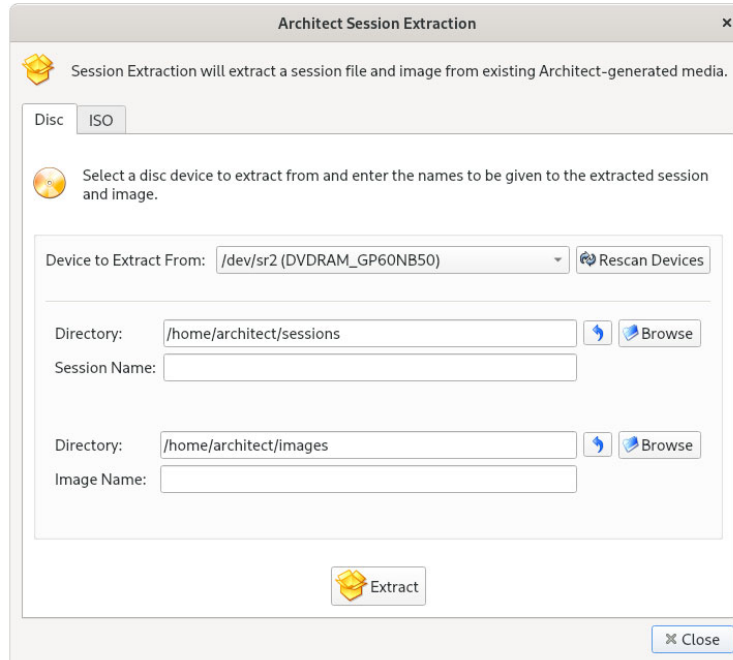 Architect Session Extraction
Session Extraction will extract a session file and image from existing Architect-generated media.
Disc ISO
Select a disc device to extract from and enter the names to be given to the extracted session
and image.
Device to Extract From: /dev/sr2 (DVDRAM_GP60NB50) Rescan Devices
Directory: /home/architect/sessions Browse
Session Name:
Directory: /home/architect/images Browse
Image Name:
Extract
Close